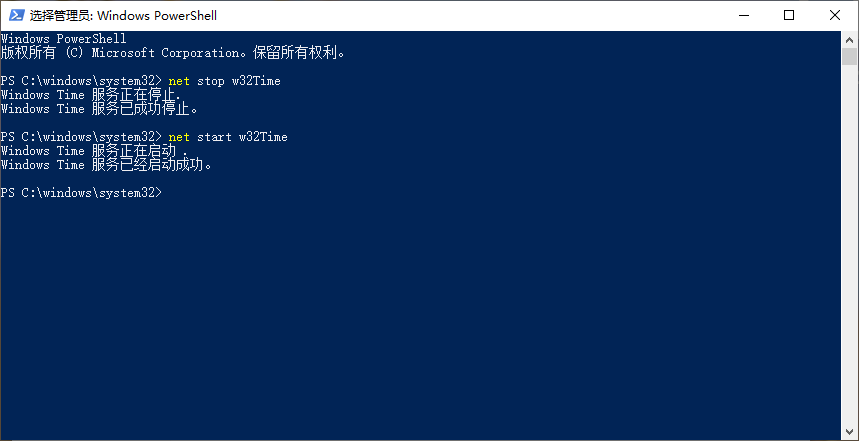 选择管理员: Windows PowerShell
Windows PowerShell
版权所有 (C) Microsoft Corporation。保留所有权利。
PS C:\windows\system32> net stop w32Time
Windows Time 服务正在停止.
Windows Time 服务已成功停止。
PS C:\windows\system32> net start w32Time
Windows Time 服务正在启动 .
Windows Time 服务已经启动成功。
PS C:\windows\system32>